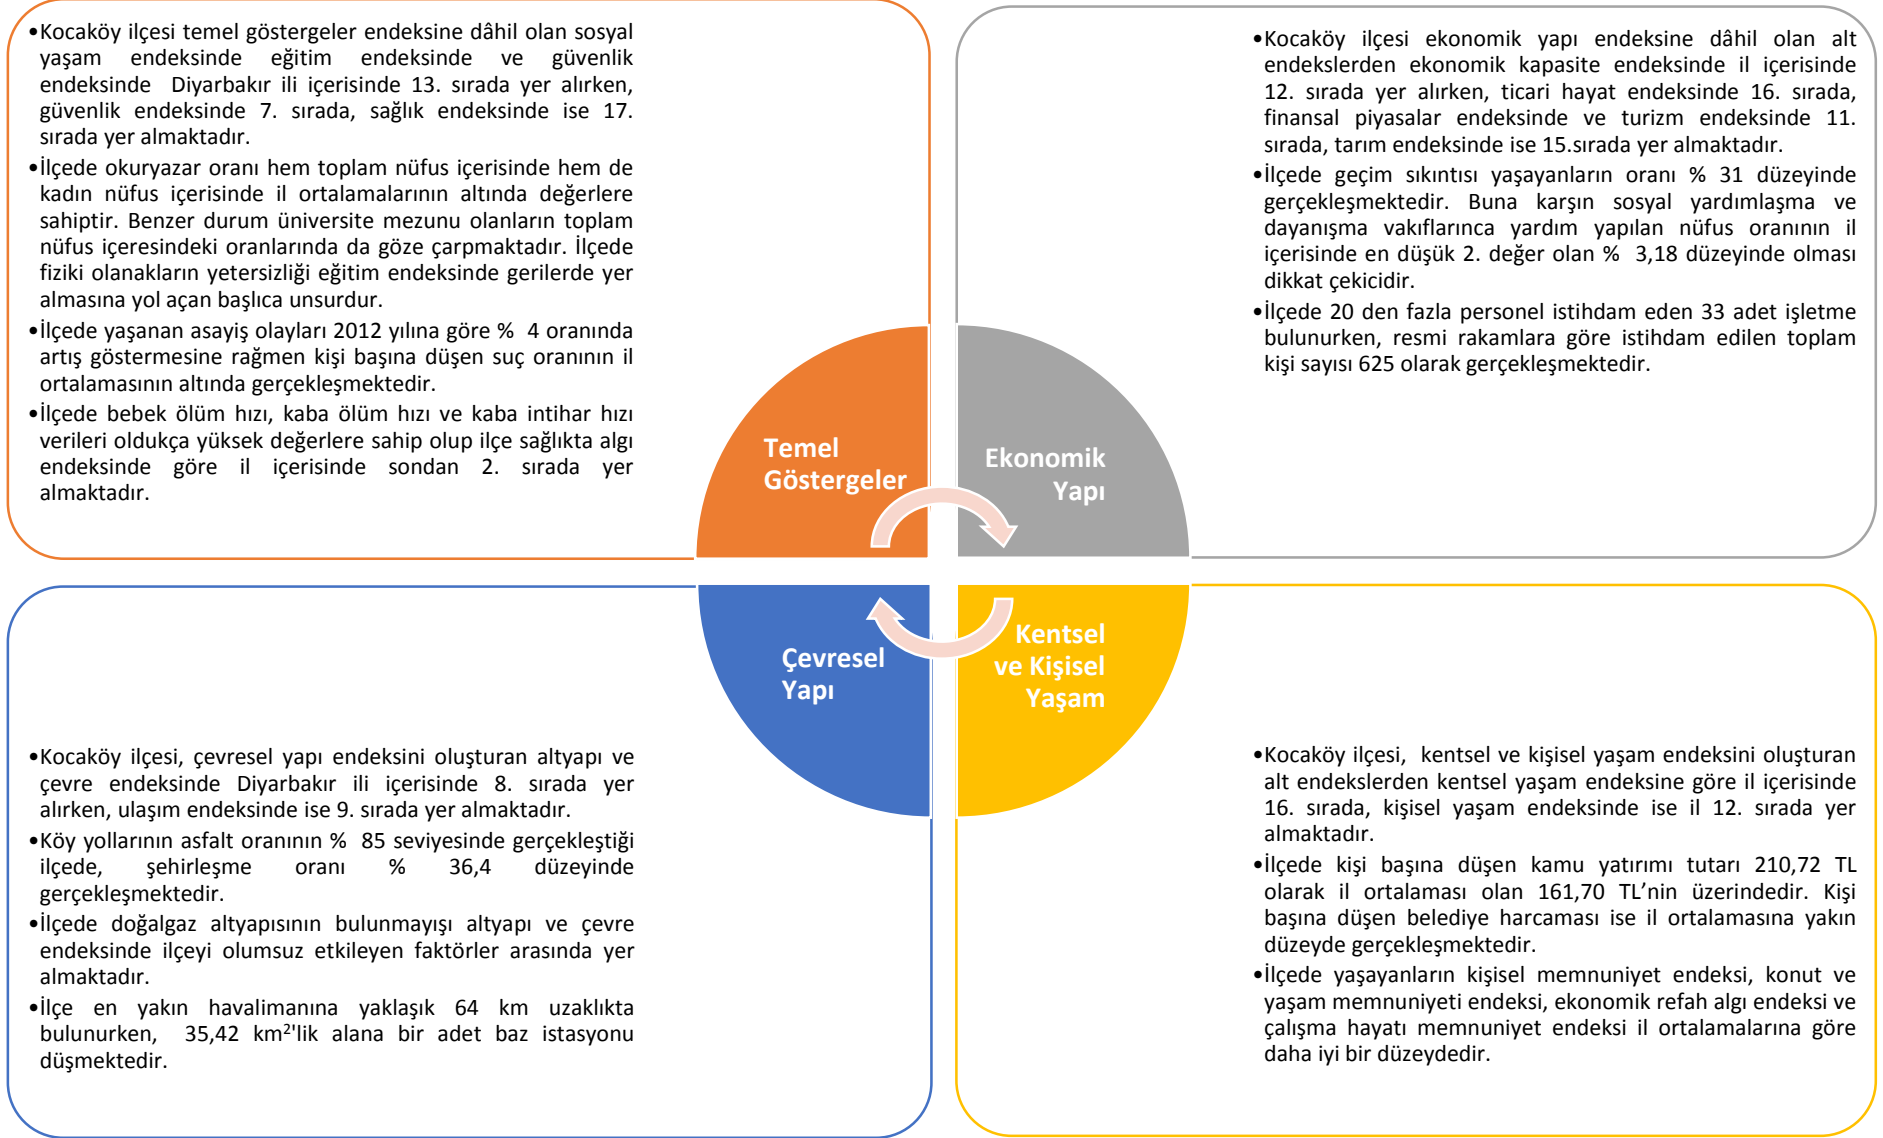 •Kocaköy ilçesi temel göstergeler endeksine dâhil olan sosyal
yaşam endeksinde eğitim endeksinde ve güvenlik
endeksinde Diyarbakır ili içerisinde 13. sırada yer alırken,
güvenlik endeksinde 7. sırada, sağlık endeksinde ise 17.
sırada yer almaktadır.
•İlçede okuryazar oranı hem toplam nüfus içerisinde hem de
kadın nüfus içerisinde il ortalamalarının altında değerlere
sahiptir. Benzer durum üniversite mezunu olanların toplam
nüfus içeresindeki oranlarında da göze çarpmaktadır. İlçede
fiziki olanakların yetersizliği eğitim endeksinde gerilerde yer
almasına yol açan başlıca unsurdur.
•İlçede yaşanan asayiş olayları 2012 yılına göre % 4 oranında
artış göstermesine rağmen kişi başına düşen suç oranının il
ortalamasının altında gerçekleşmektedir.
•İlçede bebek ölüm hızı, kaba ölüm hızı ve kaba intihar hızı
verileri oldukça yüksek değerlere sahip olup ilçe sağlıkta algı
endeksinde göre il içerisinde sondan 2. sırada yer
almaktadır.
•Kocaköy ilçesi ekonomik yapı endeksine dâhil olan alt
endekslerden ekonomik kapasite endeksinde il içerisinde
12. sırada yer alırken, ticari hayat endeksinde 16. sırada,
finansal piyasalar endeksinde ve turizm endeksinde 11.
sırada, tarım endeksinde ise 15.sırada yer almaktadır.
•İlçede geçim sıkıntısı yaşayanların oranı % 31 düzeyinde
gerçekleşmektedir. Buna karşın sosyal yardımlaşma ve
dayanışma vakıflarınca yardım yapılan nüfus oranının il
içerisinde en düşük 2. değer olan % 3,18 düzeyinde olması
dikkat çekicidir.
•İlçede 20 den fazla personel istihdam eden 33 adet işletme
bulunurken, resmi rakamlara göre istihdam edilen toplam
kişi sayısı 625 olarak gerçekleşmektedir.
Temel
Göstergeler
Ekonomik
Yapı
Çevresel
Yapı
Kentsel
ve Kişisel
Yaşam
•Kocaköy ilçesi, çevresel yapı endeksini oluşturan altyapı ve
çevre endeksinde Diyarbakır ili içerisinde 8. sırada yer
alırken, ulaşım endeksinde ise 9. sırada yer almaktadır.
•Köy yollarının asfalt oranının % 85 seviyesinde gerçekleştiği
ilçede, şehirleşme oranı % 36,4 düzeyinde
gerçekleşmektedir.
•İlçede doğalgaz altyapısının bulunmayışı altyapı ve çevre
endeksinde ilçeyi olumsuz etkileyen faktörler arasında yer
almaktadır.
•İlçe en yakın havalimanına yaklaşık 64 km uzaklıkta
bulunurken, 35,42 km²'lik alana bir adet baz istasyonu
düşmektedir.
•Kocaköy ilçesi, kentsel ve kişisel yaşam endeksini oluşturan
alt endekslerden kentsel yaşam endeksine göre il içerisinde
16. sırada, kişisel yaşam endeksinde ise il 12. sırada yer
almaktadır.
•İlçede kişi başına düşen kamu yatırımı tutarı 210,72 TL
olarak il ortalaması olan 161,70 TL’nin üzerindedir. Kişi
başına düşen belediye harcaması ise il ortalamasına yakın
düzeyde gerçekleşmektedir.
•İlçede yaşayanların kişisel memnuniyet endeksi, konut ve
yaşam memnuniyeti endeksi, ekonomik refah algı endeksi ve
çalışma hayatı memnuniyet endeksi il ortalamalarına göre
daha iyi bir düzeydedir.